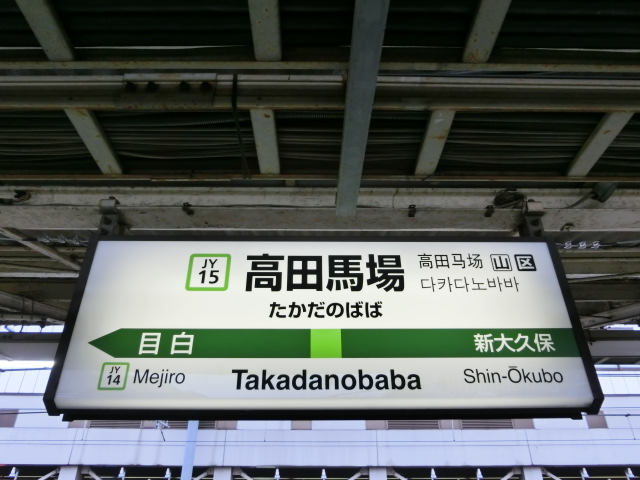 JY
15
高田馬場
高田马场 山 区
다카다노바바
たかだのばば
目白
新大久保
JY
14
Mejiro
Takadanobaba
Shin-Ōkubo